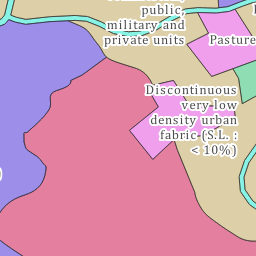 public,
military and
private units
Pasture
Discontinuous
very low
density urban
fabric (S.L. :
< 10%)
)